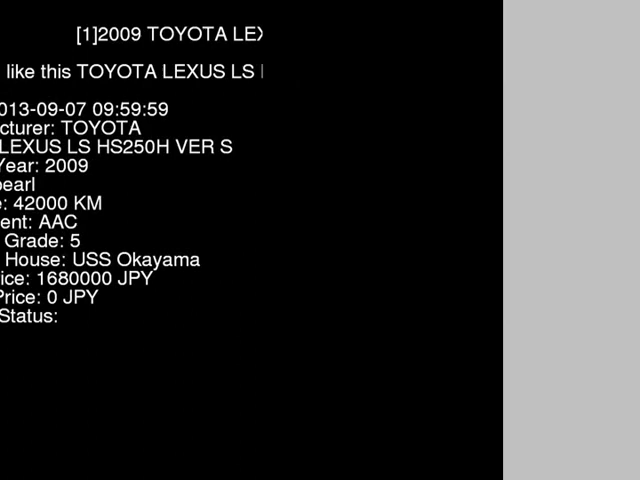 [1]2009 TOYOTA LEX
like this TOYOTA LEXUS LS
013-09-07 09:59:59
cturer: TOYOTA
LEXUS LS HS250H VER S
Year: 2009
pearl
e: 42000 KM
ent: AAC
Grade: 5
House: USS Okayama
rice: 1680000 JPY
Price: 0 JPY
Status: